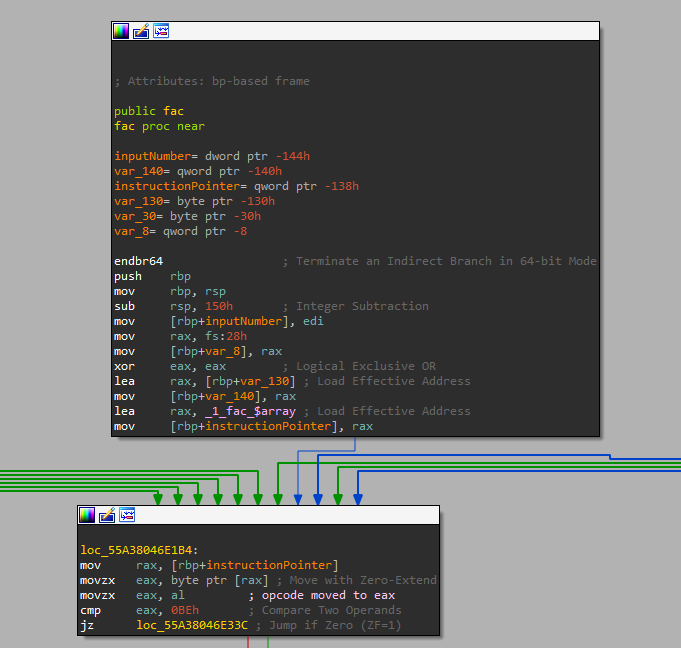 ; Attributes: bp-based frame
public fac
fac proc near
inputNumber= dword ptr -144h
var_140= qword ptr -140h
instructionPointer= qword ptr -138h
var_130= byte ptr -130h
var_30= byte ptr -30h
var_8= qword ptr -8
endbr64 ; Terminate an Indirect Branch in 64-bit Mode
push rbp
mov rbp, rsp
sub rsp, 150h ; Integer Subtraction
mov [rbp+inputNumber], edi
mov rax, fs:28h
mov [rbp+var_8], rax
xor eax, eax ; Logical Exclusive OR
lea rax, [rbp+var_130] ; Load Effective Address
mov [rbp+var_140], rax
lea rax, _1_fac_$array ; Load Effective Address
mov [rbp+instructionPointer], rax
loc_55A38046E1B4:
mov rax, [rbp+instructionPointer]
movzx eax, byte ptr [rax] ; Move with Zero-Extend
movzx eax, al ; opcode moved to eax
cmp eax, 0BEh ; Compare Two Operands
jz loc_55A38046E33C ; Jump if Zero (ZF=1)